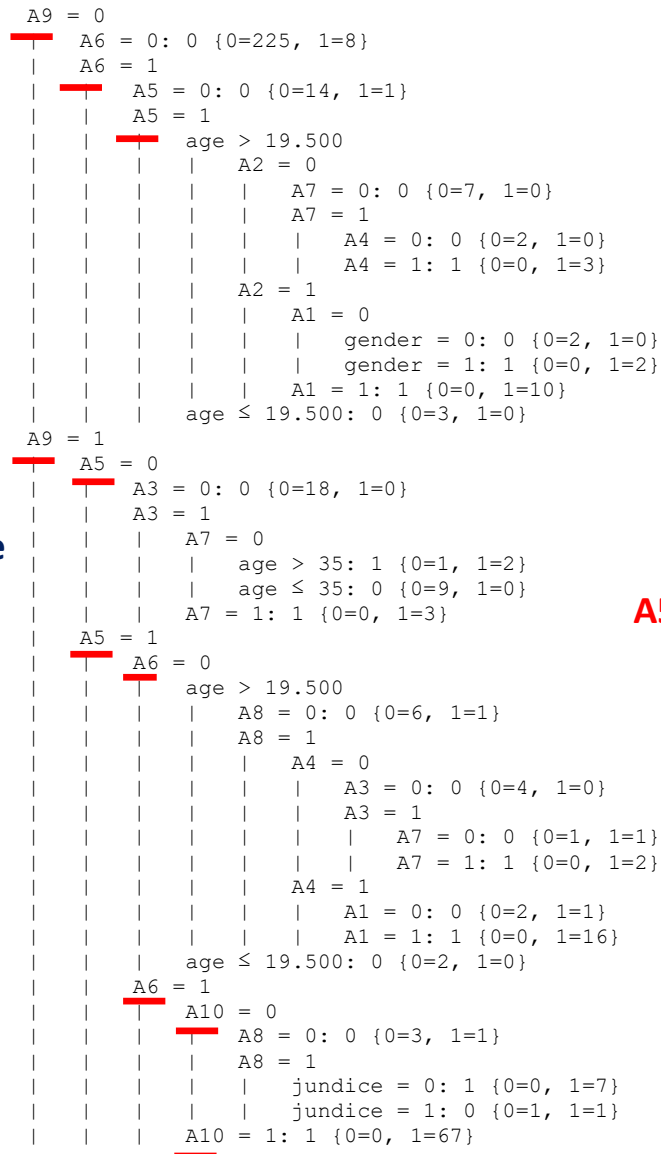 A9 = 0
|   A6 = 0: 0 {0=225, 1=8}
|   A6 = 1
|   |   A5 = 0: 0 {0=14, 1=1}
|   |   A5 = 1
|   |   |   age > 19.500
|   |   |   |   A2 = 0
|   |   |   |   |   A7 = 0: 0 {0=7, 1=0}
|   |   |   |   |   A7 = 1
|   |   |   |   |   |   A4 = 0: 0 {0=2, 1=0}
|   |   |   |   |   |   A4 = 1: 1 {0=0, 1=3}
|   |   |   |   A2 = 1
|   |   |   |   |   A1 = 0
|   |   |   |   |   |   gender = 0: 0 {0=2, 1=0}
|   |   |   |   |   |   gender = 1: 1 {0=0, 1=2}
|   |   |   |   |   A1 = 1: 1 {0=0, 1=10}
|   |   |   age ≤ 19.500: 0 {0=3, 1=0}
A9 = 1
|   A5 = 0
|   |   A3 = 0: 0 {0=18, 1=0}
|   |   A3 = 1
|   |   |   A7 = 0
e
|   |   |   |   age > 35: 1 {0=1, 1=2}
|   |   |   |   age ≤ 35: 0 {0=9, 1=0}
|   |   |   A7 = 1: 1 {0=0, 1=3}
A5
|   A5 = 1
|   |   A6 = 0
|   |   |   age > 19.500
|   |   |   |   A8 = 0: 0 {0=6, 1=1}
|   |   |   |   A8 = 1
|   |   |   |   |   A4 = 0
|   |   |   |   |   |   A3 = 0: 0 {0=4, 1=0}
|   |   |   |   |   |   A3 = 1
|   |   |   |   |   |   |   A7 = 0: 0 {0=1, 1=1}
|   |   |   |   |   |   |   A7 = 1: 1 {0=0, 1=2}
|   |   |   |   |   A4 = 1
|   |   |   |   |   |   A1 = 0: 0 {0=2, 1=1}
|   |   |   |   |   |   A1 = 1: 1 {0=0, 1=16}
|   |   |   age ≤ 19.500: 0 {0=2, 1=0}
|   |   A6 = 1
|   |   |   A10 = 0
|   |   |   |   A8 = 0: 0 {0=3, 1=1}
|   |   |   |   A8 = 1
|   |   |   |   |   jundice = 0: 1 {0=0, 1=7}
|   |   |   |   |   jundice = 1: 0 {0=1, 1=1}
|   |   |   A10 = 1: 1 {0=0, 1=67}